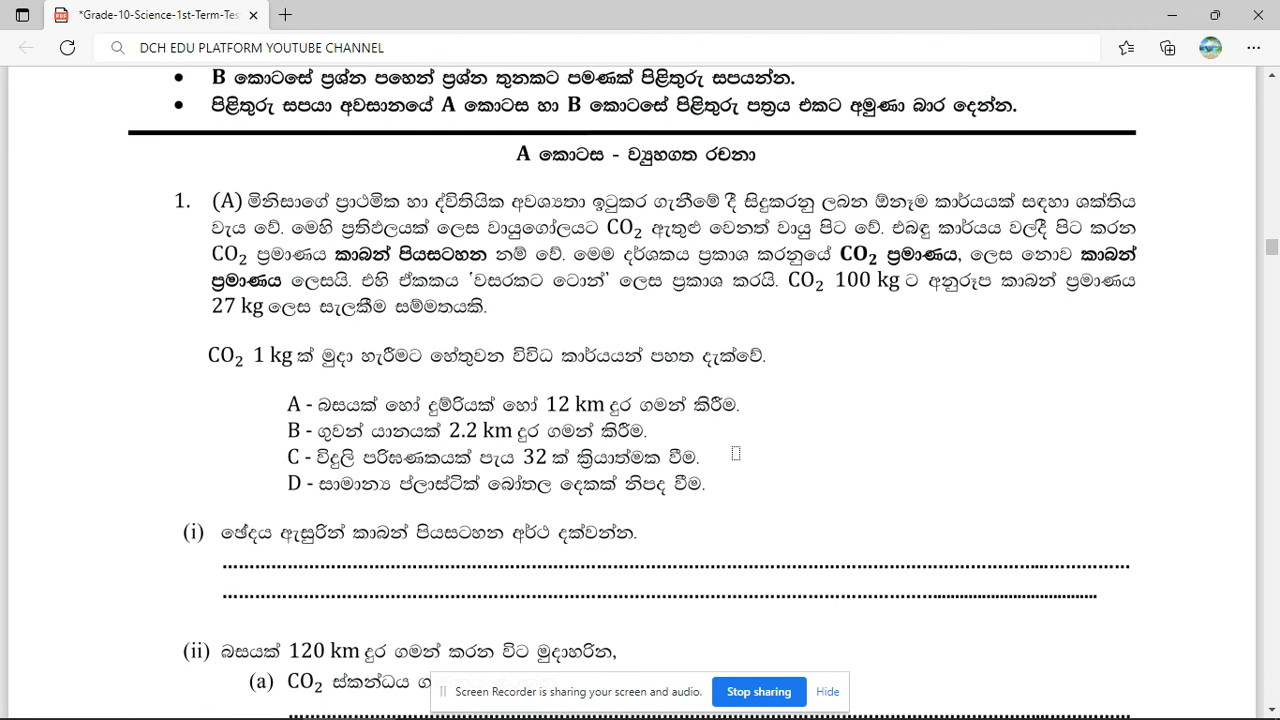 *Grade-10-Science-1st-Term-Tes
DCH EDU PLATFORM YOUTUBE CHANNEL
• B කොටසේ ප්‍රශ්න පහෙන් ප්‍රශ්න තුනකට පමණක් පිළිතුරු සපයන්න.
• පිළිතුරු සපයා අවසානයේ A කොටස හා B කොටසේ පිළිතුරු පත්‍රය එකට අමුණා බාර දෙන්න.
A කොටස - ව්‍යුහගත රචනා
1. (A) මිනිසාගේ ප්‍රාථමික හා ද්විතියික අවශ්‍යතා ඉටුකර ගැනීමේ දී සිදුකරනු ලබන ඕනෑම කාර්යයක් සඳහා ශක්තිය
වැය වේ. මෙහි ප්‍රතිඵලයක් ලෙස වායුගෝලයට CO₂ ඇතුළු වෙනත් වායු පිට වේ. එබඳු කාර්යය වල්දී පිට කරන
CO₂ ප්‍රමාණය කාබන් පියසටහන නම් වේ. මෙම දර්ශකය ප්‍රකාශ කරනුයේ CO₂ ප්‍රමාණය, ලෙස නොව කාබන්
ප්‍රමාණය ලෙසයි. එහි ඒකකය ‘වසරකට ටොන්’ ලෙස ප්‍රකාශ කරයි. CO₂ 100 kg ට අනුරූප කාබන් ප්‍රමාණය
27 kg ලෙස සැලකීම සම්මතයකි.
CO₂ 1 kg ක් මුදා හැරීමට හේතුවන විවිධ කාර්යයන් පහත දැක්වේ.
A - බසයක් හෝ දුම්රියක් හෝ 12 km දුර ගමන් කිරීම.
B - ගුවන් යානයක් 2.2 km දුර ගමන් කිරීම.
C - විදුලි පරිඝණකයක් පැය 32 ක් ක්‍රියාත්මක වීම.
D - සාමාන්‍ය ප්ලාස්ටික් බෝතල දෙකක් නිපද වීම.
(i) ඡේදය ඇසුරින් කාබන් පියසටහන අර්ථ දක්වන්න.
(ii) බසයක් 120 km දුර ගමන් කරන විට මුදාහරින,
(a) CO₂ ස්කන්ධය
Screen Recorder is sharing your screen and audio. Stop sharing Hide